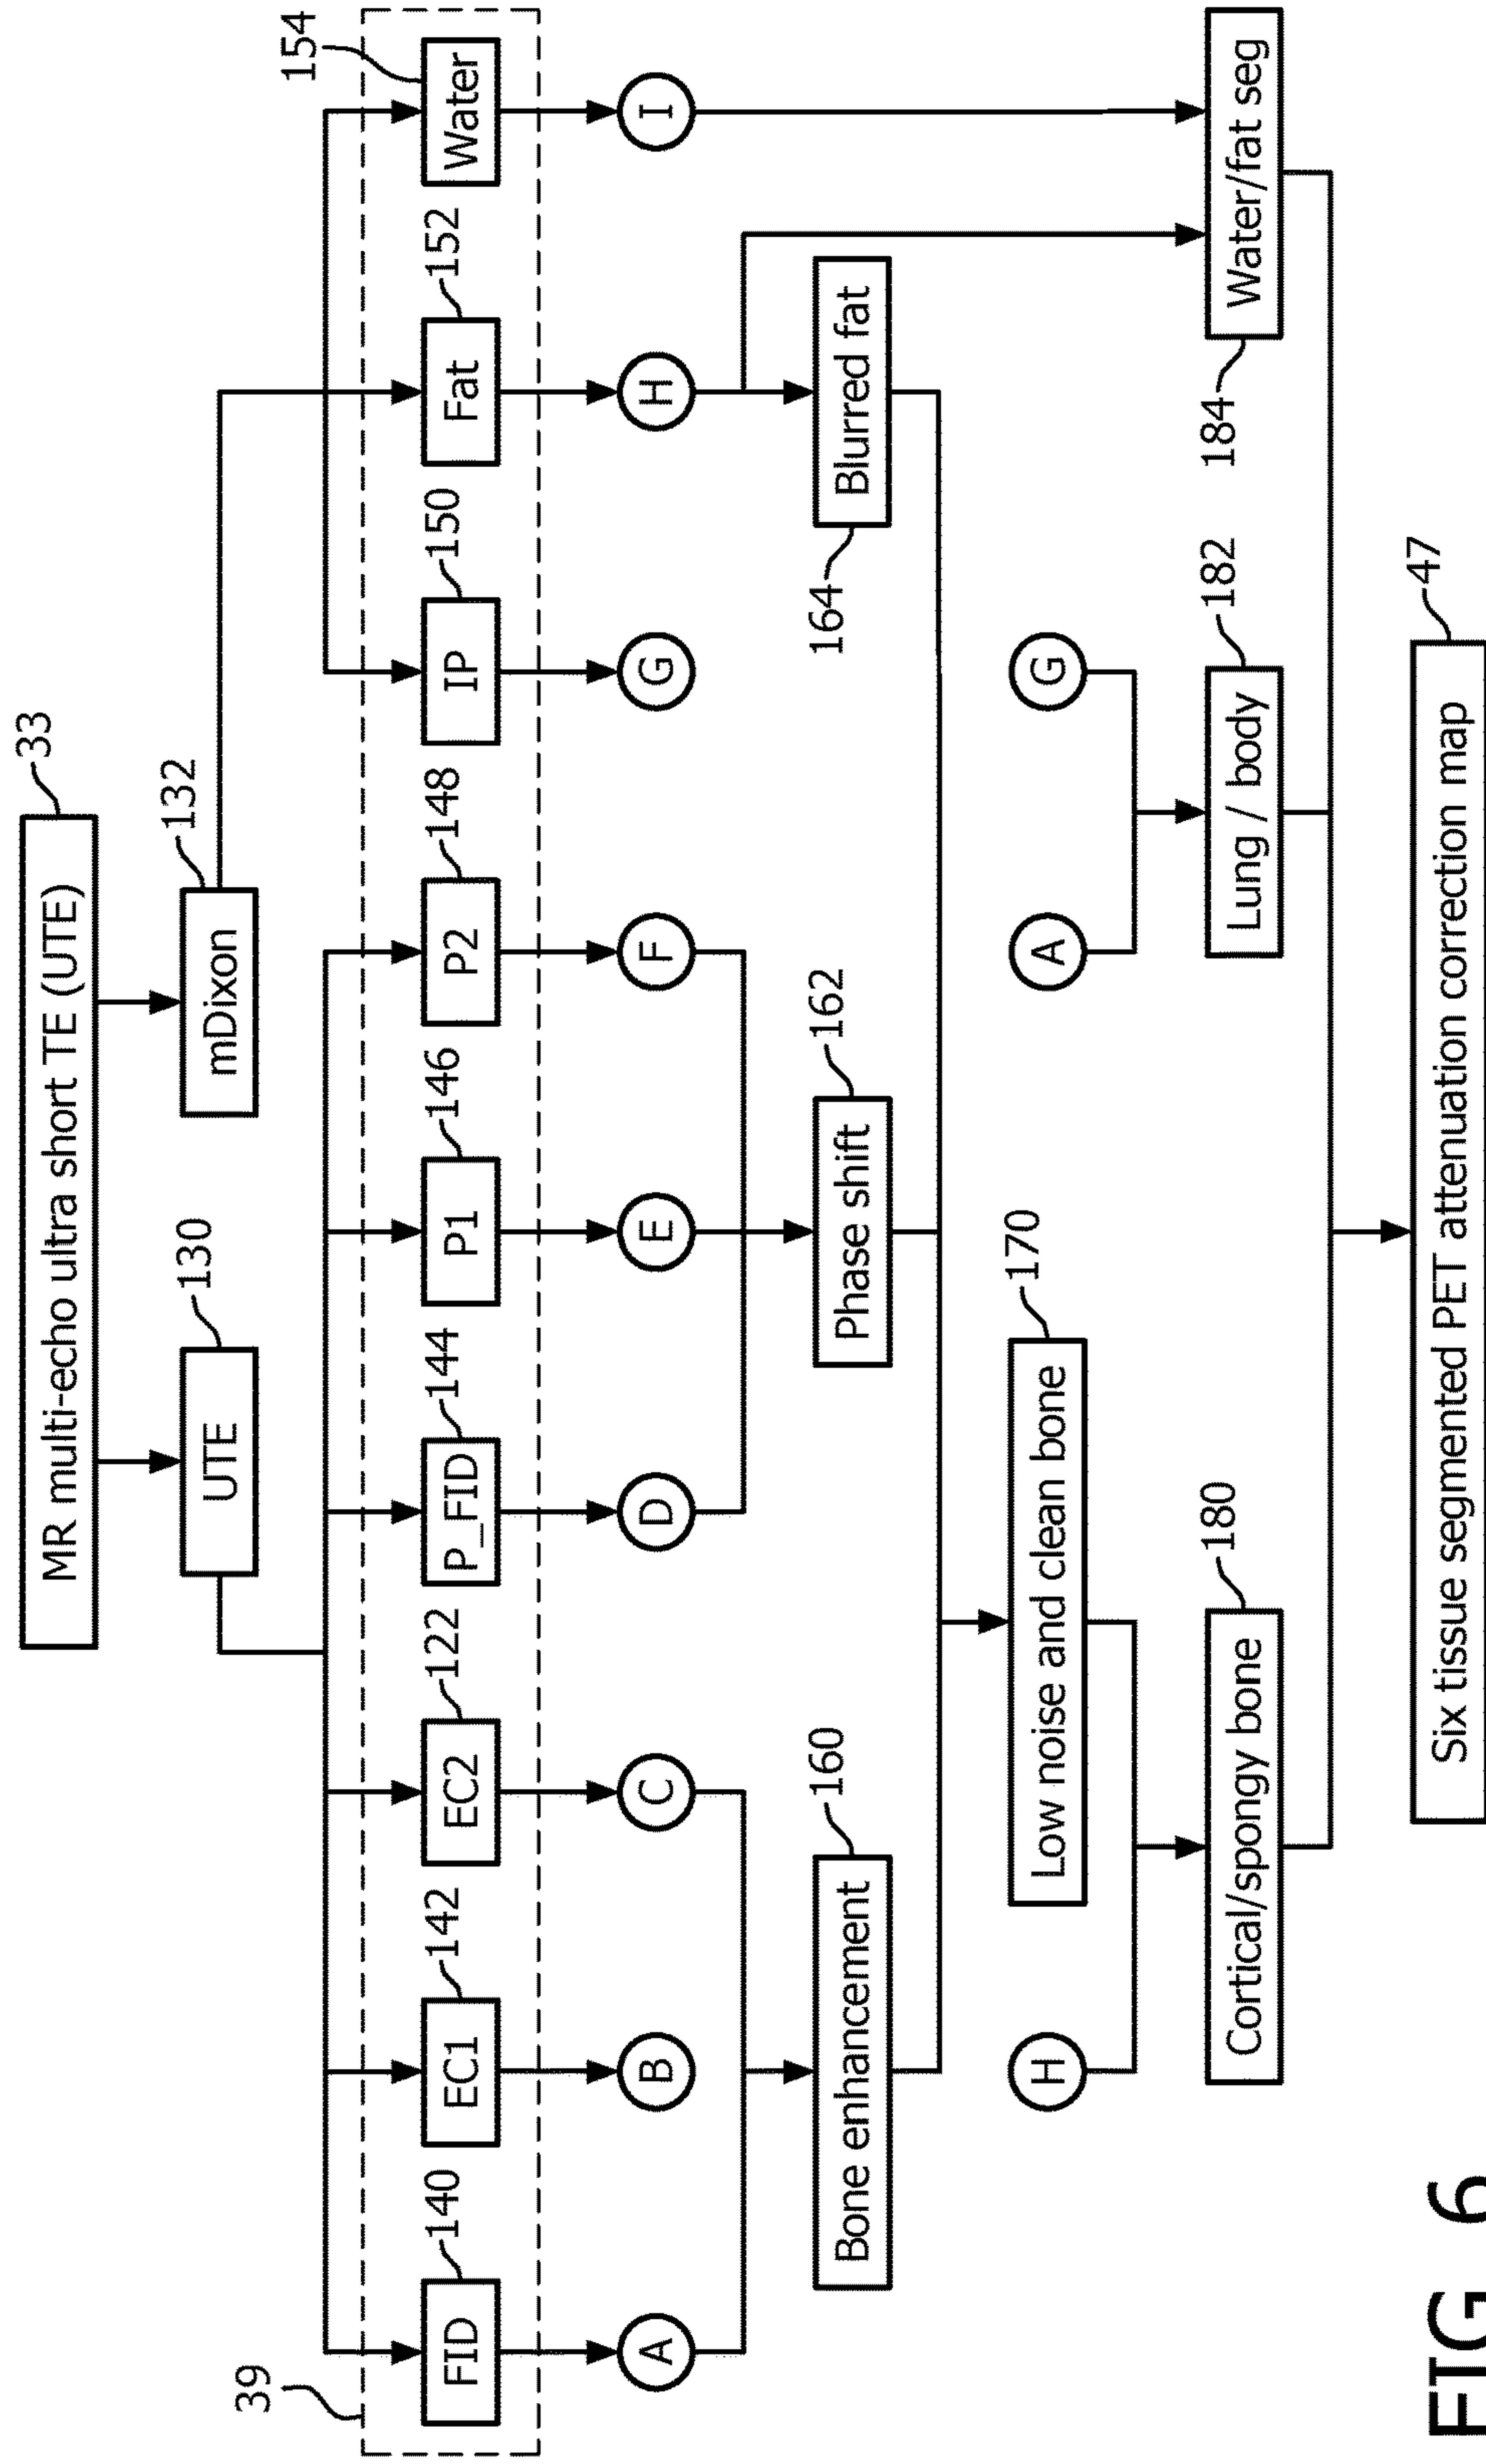 MR multi-echo ultra short TE (UTE)
33
UTE
130
mDixon
132
39
FID
140
EC1
142
EC2
122
P_FID
144
P1
146
P2
148
IP
150
Fat
152
Water
154
A
B
C
D
E
F
G
H
I
Bone enhancement
160
Phase shift
162
164
Blurred fat
H
Low noise and clean bone
170
A
G
Cortical/spongy bone
180
Lung / body
182
184
Water/fat seg
Six tissue segmented PET attenuation correction map
47
FIG 6